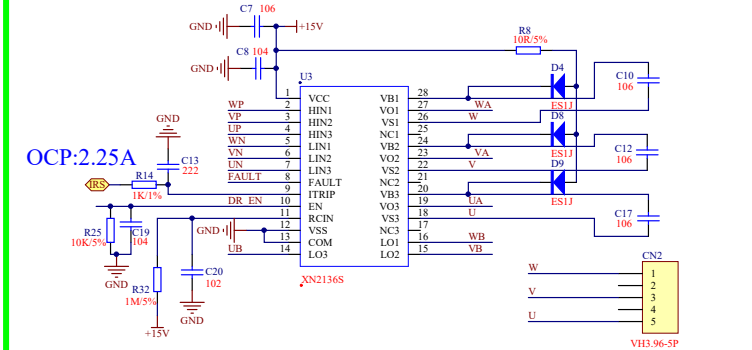 C7 106
GND
+15V
C8 104
GND
R8
10R/5%
U3
D4
ES1J
C10
106
D8
ES1J
C12
106
D9
ES1J
C17
106
1 VCC VB1 28
WP 2 HIN1 VO1 27 WA
VP 3 HIN2 VS1 26 W
UP 4 HIN3 NC1 25
WN 5 LIN1 VB2 24
VN 6 LIN2 VO2 23 VA
UN 7 LIN3 VS2 22 V
FAULT 8 FAULT NC2 21
9 ITRIP VB3 20
DR EN 10 EN VO3 19 UA
11 RCIN VS3 18 U
12 VSS NC3 17
13 COM LO1 16 WB
UB 14 LO3 LO2 15 VB
XN2136S
GND
OCP:2.25A
C13
222
IRS
R14
1K/1%
R25
10K/5%
C19
104
GND
GND
R32
1M/5%
+15V
C20
102
GND
CN2
W 1
2
V 3
4
U 5
VH3.96-5P